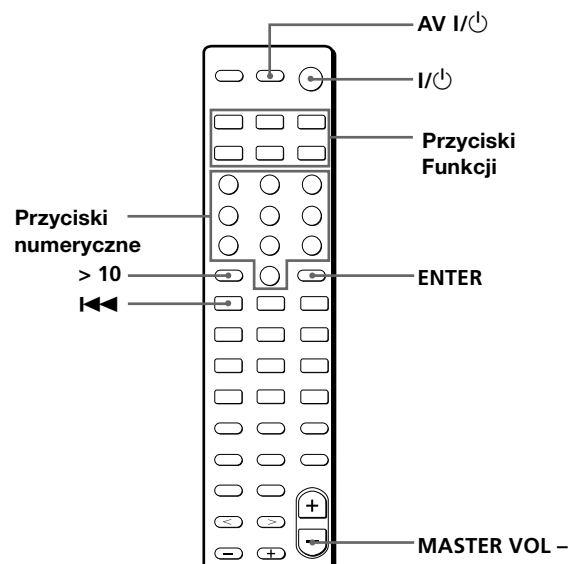 AV I/⏻
I/⏻
Przyciski
Funkcji
Przyciski
numeryczne
> 10
ENTER
I◀◀
+
–
< >
– +
MASTER VOL –